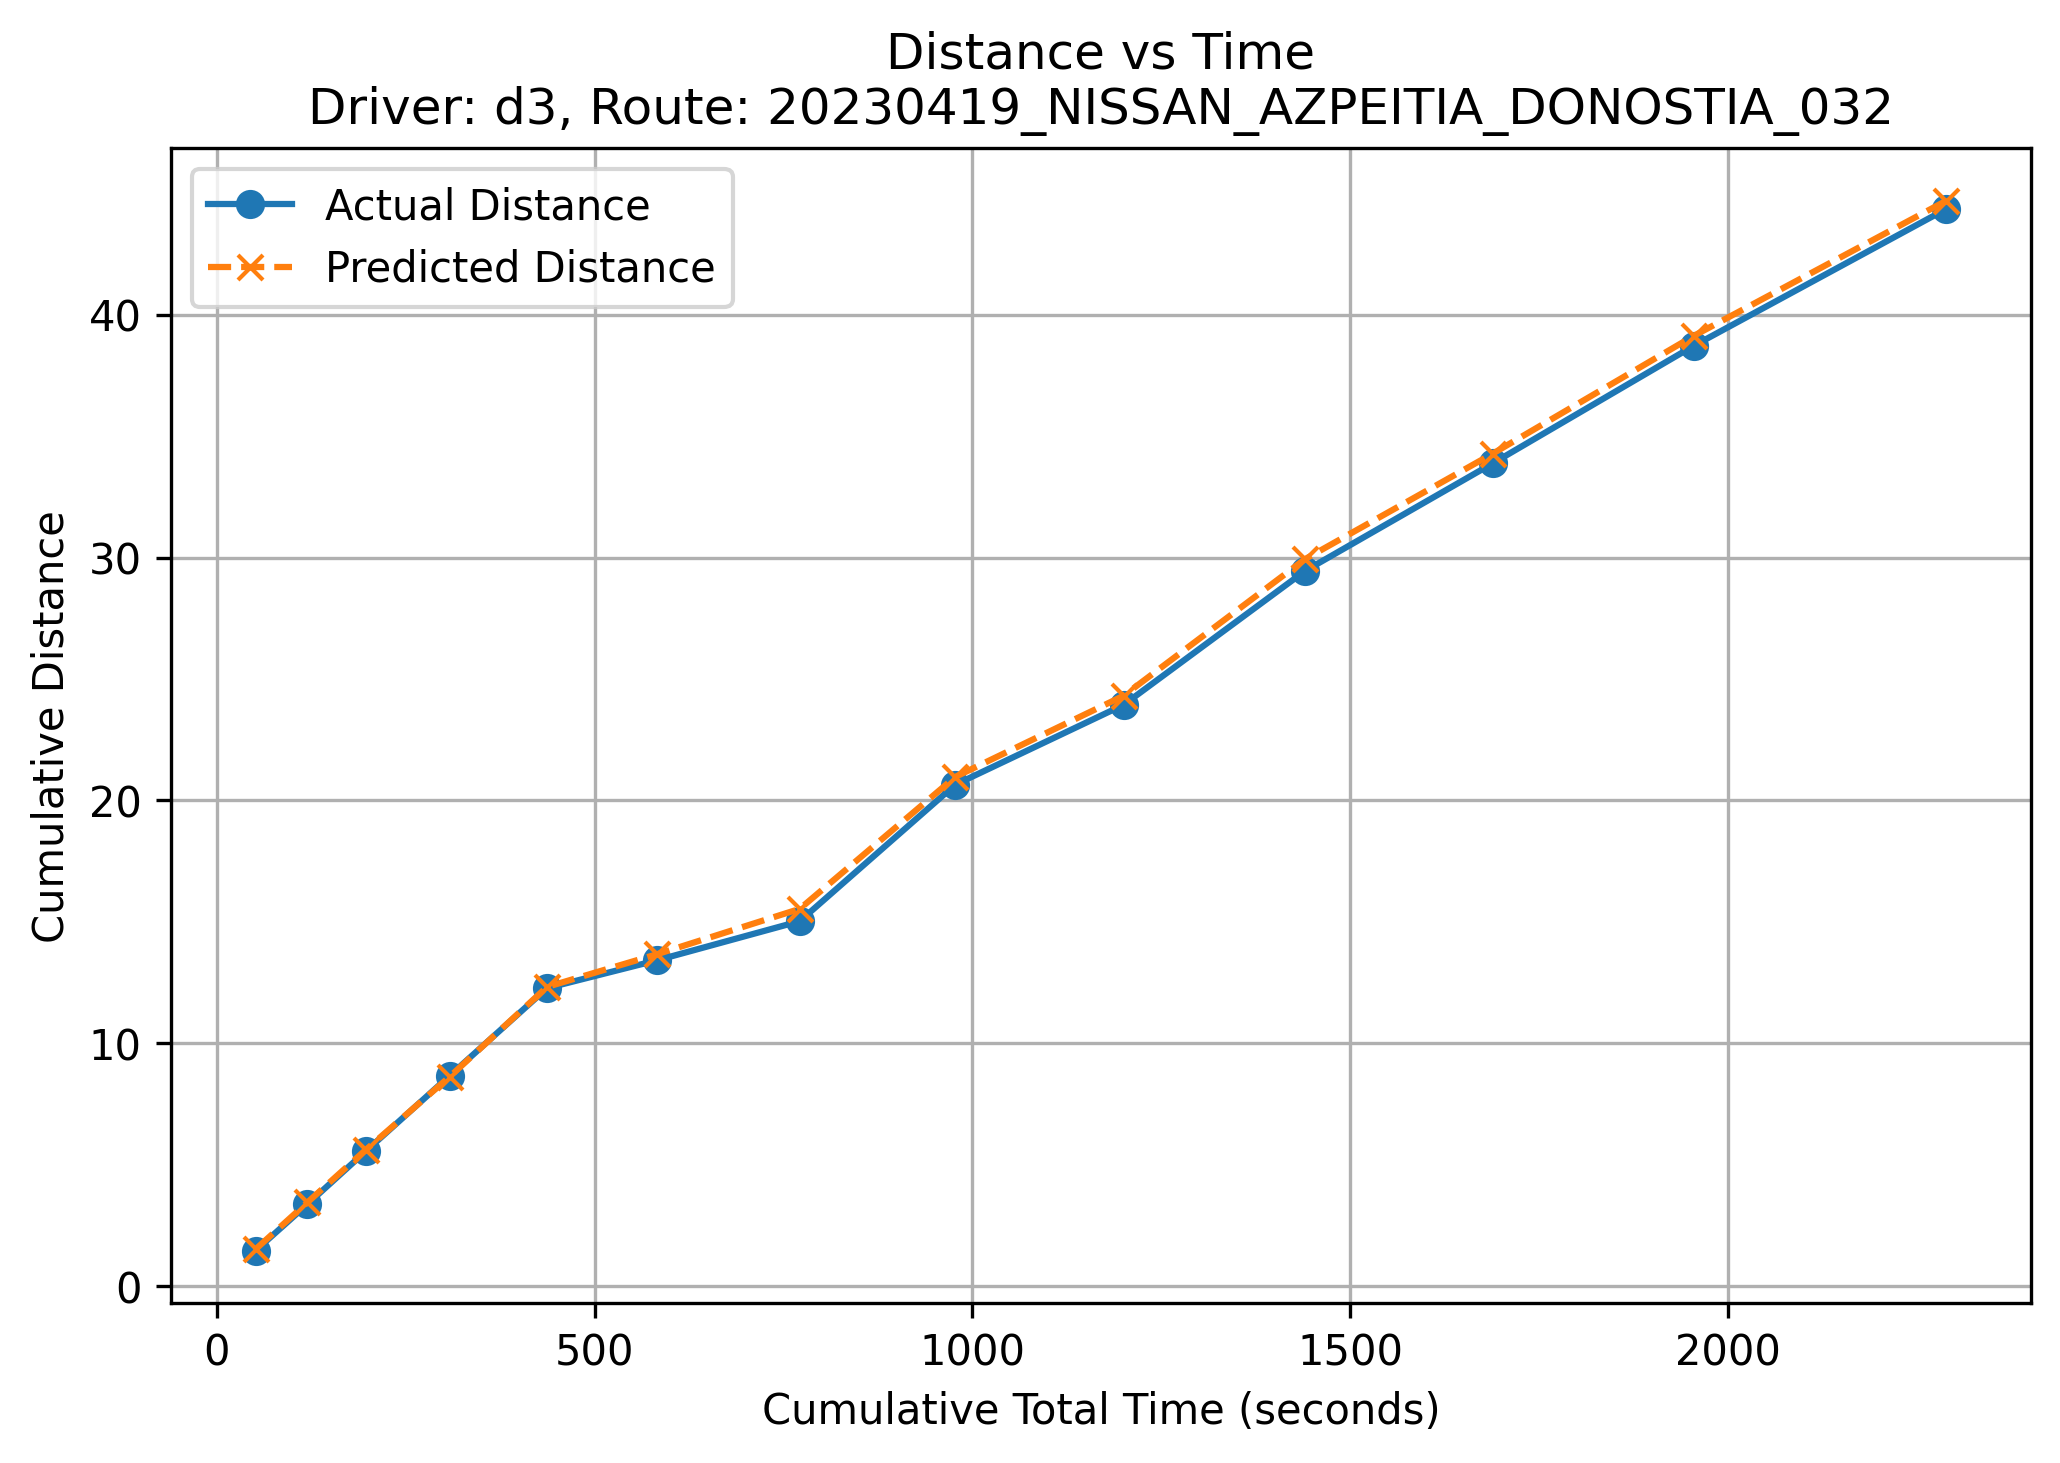 Distance vs Time
Driver: d3, Route: 20230419_NISSAN_AZPEITIA_DONOSTIA_032
Actual Distance
Predicted Distance
Cumulative Distance
40
30
20
10
0
0 500 1000 1500 2000
Cumulative Total Time (seconds)